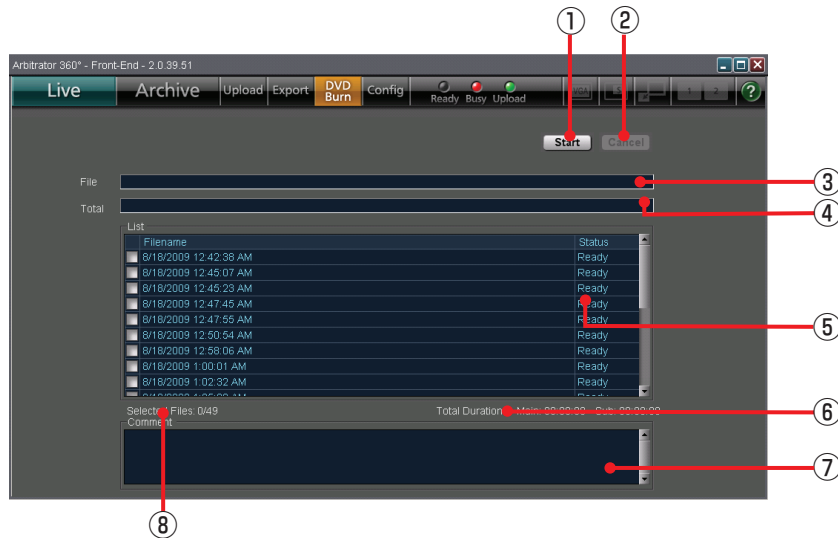 ① ②
Arbitrator 360° - Front-End - 2.0.39.51
Live Archive Upload Export DVD Burn Config Ready Busy Upload 1 2 ?
Start Cancel
File ③
Total ④
List
Filename Status
8/18/2009 12:42:38 AM Ready
8/18/2009 12:45:07 AM Ready
8/18/2009 12:45:23 AM Ready
8/18/2009 12:47:45 AM Ready
8/18/2009 12:47:55 AM Ready
8/18/2009 12:50:54 AM Ready ⑤
8/18/2009 12:58:06 AM Ready
8/18/2009 1:00:01 AM Ready
8/18/2009 1:02:32 AM Ready
Selected Files: 0/49 Total Duration Main: 00:00:00 Sub: 00:00:00 ⑥
Comment
⑦
⑧